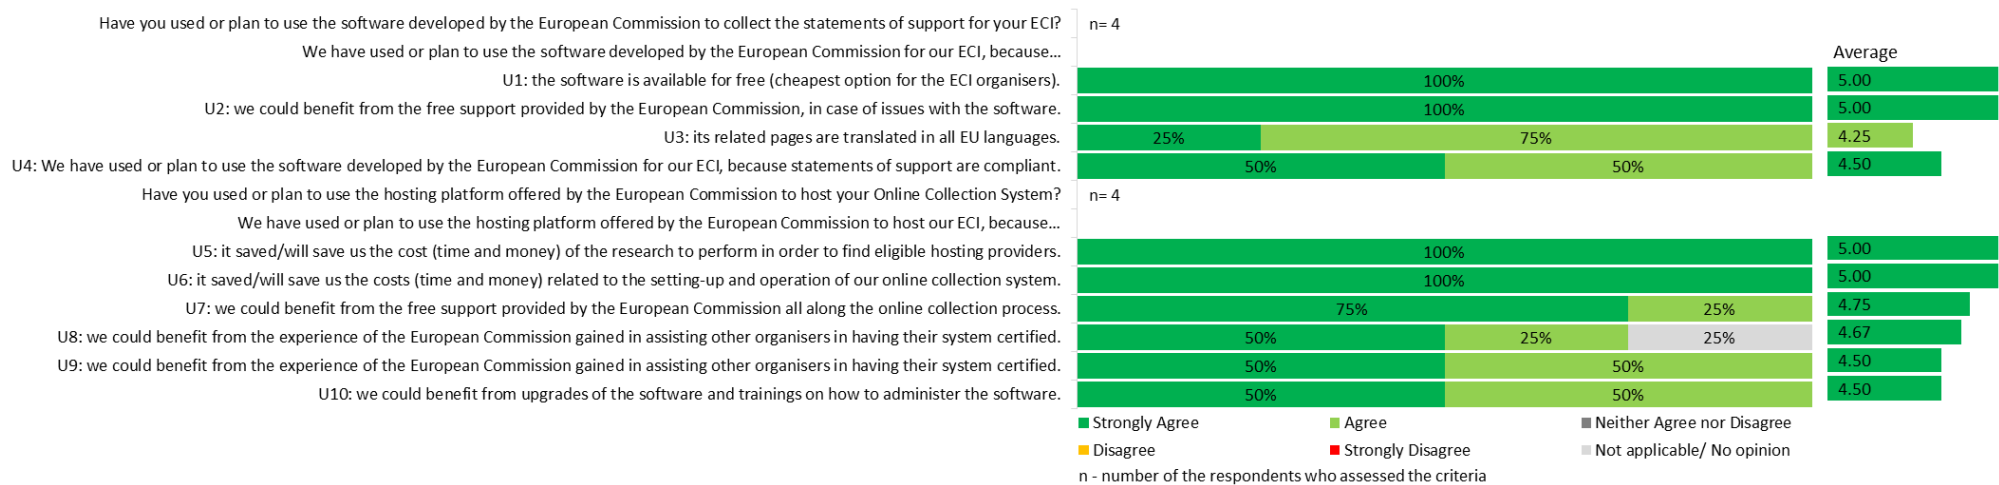 Have you used or plan to use the software developed by the European Commission to collect the statements of support for your ECI? n= 4
We have used or plan to use the software developed by the European Commission for our ECI, because... Average
U1: the software is available for free (cheapest option for the ECI organisers). 100% 5.00
U2: we could benefit from the free support provided by the European Commission, in case of issues with the software. 100% 5.00
U3: its related pages are translated in all EU languages. 25% 75% 4.25
U4: We have used or plan to use the software developed by the European Commission for our ECI, because statements of support are compliant. 50% 50% 4.50
Have you used or plan to use the hosting platform offered by the European Commission to host your Online Collection System? n= 4
We have used or plan to use the hosting platform offered by the European Commission to host our ECI, because...
U5: it saved/will save us the cost (time and money) of the research to perform in order to find eligible hosting providers. 100% 5.00
U6: it saved/will save us the costs (time and money) related to the setting-up and operation of our online collection system. 100% 5.00
U7: we could benefit from the free support provided by the European Commission all along the online collection process. 75% 25% 4.75
U8: we could benefit from the experience of the European Commission gained in assisting other organisers in having their system certified. 50% 25% 25% 4.67
U9: we could benefit from the experience of the European Commission gained in assisting other organisers in having their system certified. 50% 50% 4.50
U10: we could benefit from upgrades of the software and trainings on how to administer the software. 50% 50% 4.50
Strongly Agree Agree Neither Agree nor Disagree
Disagree Strongly Disagree Not applicable/ No opinion
n - number of the respondents who assessed the criteria